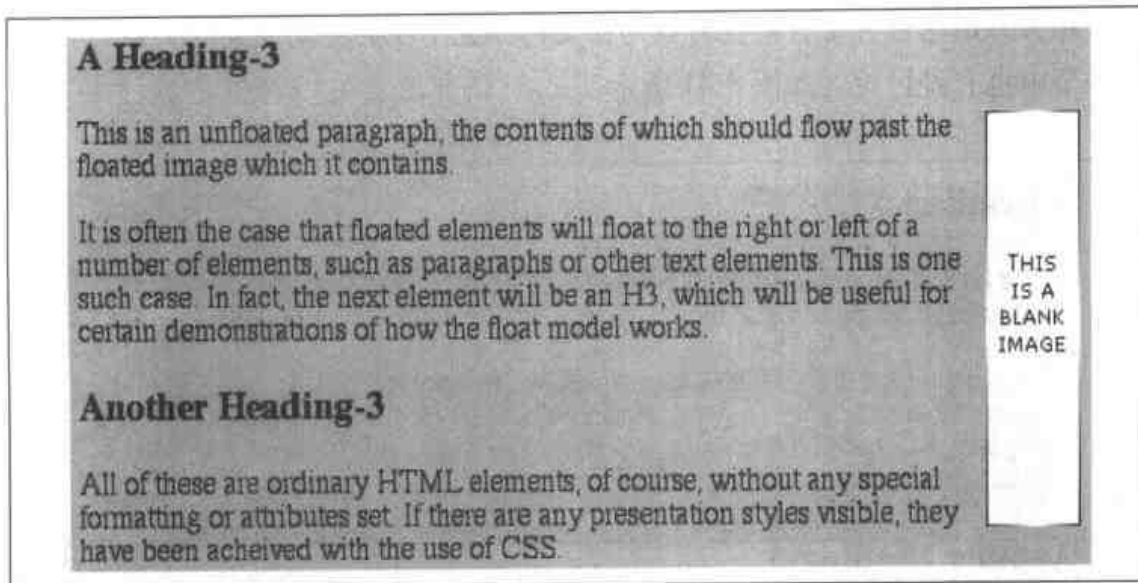 A Heading-3
This is an unfloated paragraph, the contents of which should flow past the
floated image which it contains.
It is often the case that floated elements will float to the right or left of a
number of elements, such as paragraphs or other text elements. This is one
such case. In fact, the next element will be an H3, which will be useful for
certain demonstrations of how the float model works.
THIS
IS A
BLANK
IMAGE
Another Heading-3
All of these are ordinary HTML elements, of course, without any special
formatting or attributes set. If there are any presentation styles visible, they
have been acheived with the use of CSS.